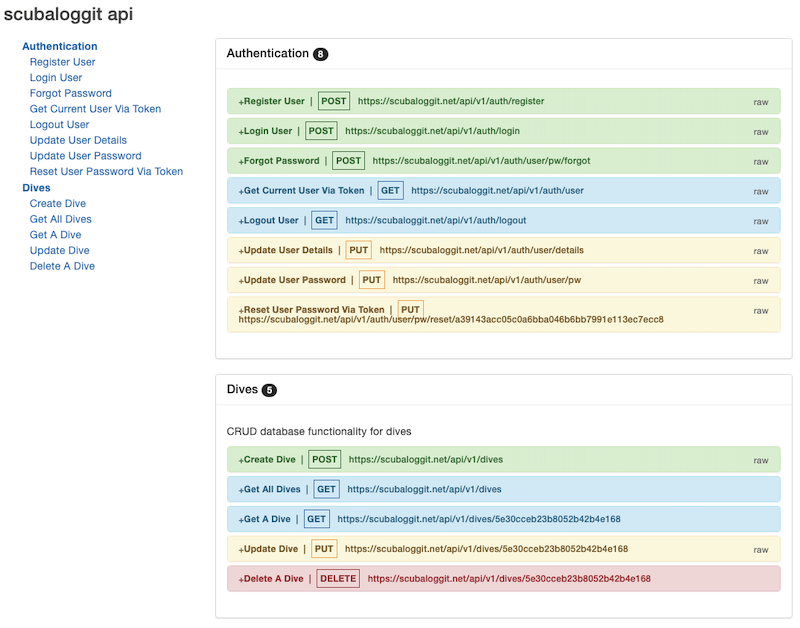 scubaloggit api
Authentication
Register User
Login User
Forgot Password
Get Current User Via Token
Logout User
Update User Details
Update User Password
Reset User Password Via Token
Dives
Create Dive
Get All Dives
Get A Dive
Update Dive
Delete A Dive
Authentication 8
+Register User | POST https://scubaloggit.net/api/v1/auth/register raw
+Login User | POST https://scubaloggit.net/api/v1/auth/login raw
+Forgot Password | POST https://scubaloggit.net/api/v1/auth/user/pw/forgot raw
+Get Current User Via Token | GET https://scubaloggit.net/api/v1/auth/user raw
+Logout User | GET https://scubaloggit.net/api/v1/auth/logout raw
+Update User Details | PUT https://scubaloggit.net/api/v1/auth/user/details raw
+Update User Password | PUT https://scubaloggit.net/api/v1/auth/user/pw raw
+Reset User Password Via Token | PUT raw
https://scubaloggit.net/api/v1/auth/user/pw/reset/a39143acc05c0a6bba046b6bb7991e113ec7ecc8
Dives 5
CRUD database functionality for dives
+Create Dive | POST https://scubaloggit.net/api/v1/dives raw
+Get All Dives | GET https://scubaloggit.net/api/v1/dives
+Get A Dive | GET https://scubaloggit.net/api/v1/dives/5e30cceb23b8052b42b4e168
+Update Dive | PUT https://scubaloggit.net/api/v1/dives/5e30cceb23b8052b42b4e168 raw
+Delete A Dive | DELETE https://scubaloggit.net/api/v1/dives/5e30cceb23b8052b42b4e168